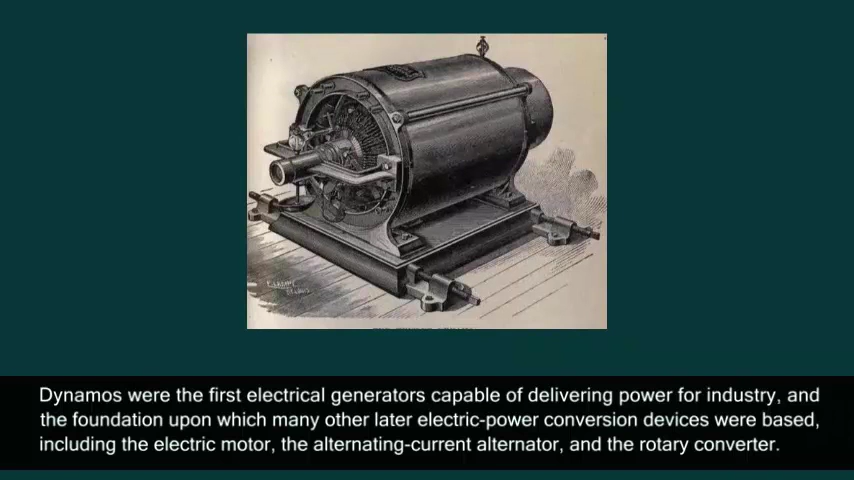 Dynamos were the first electrical generators capable of delivering power for industry, and
the foundation upon which many other later electric-power conversion devices were based,
including the electric motor, the alternating-current alternator, and the rotary converter.